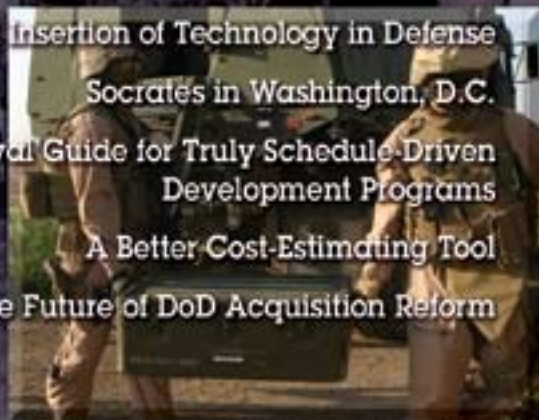 Insertion of Technology in Defense
Socrates in Washington, D.C.
val Guide for Truly Schedule-Driven
Development Programs
A Better Cost-Estimating Tool
e Future of DoD Acquisition Reform